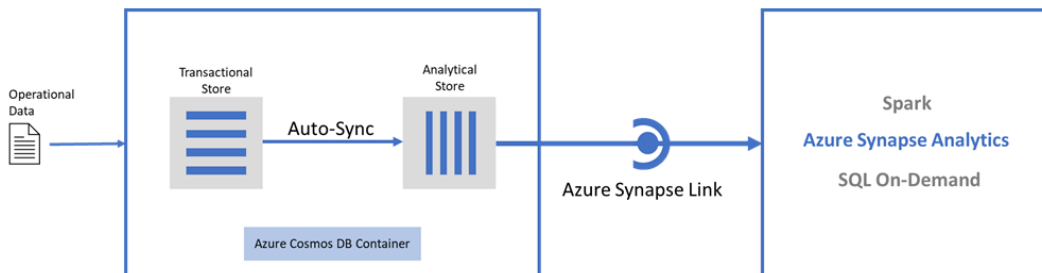 Operational
Data
Transactional
Store
Auto-Sync
Analytical
Store
Azure Cosmos DB Container
Azure Synapse Link
Spark
Azure Synapse Analytics
SQL On-Demand